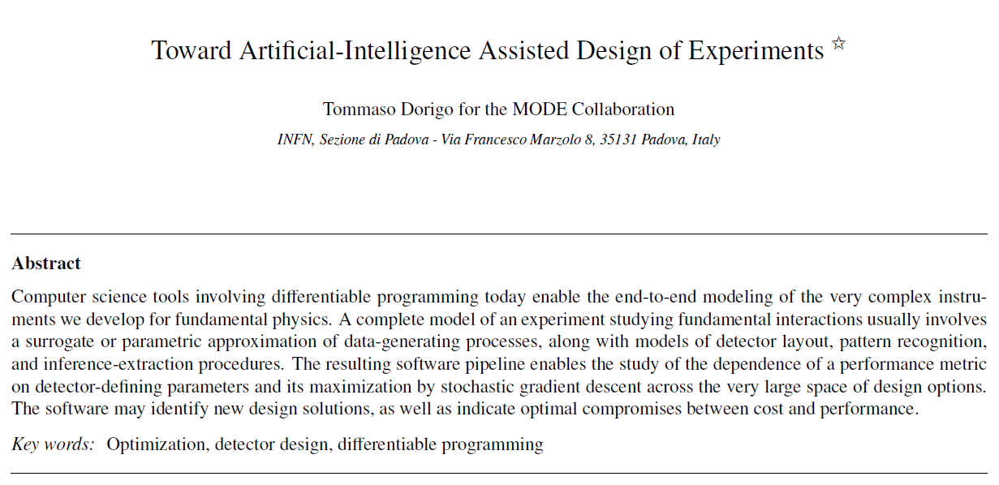 Toward Artificial-Intelligence Assisted Design of Experiments ☆
Tommaso Dorigo for the MODE Collaboration
INFN, Sezione di Padova - Via Francesco Marzolo 8, 35131 Padova, Italy
Abstract
Computer science tools involving differentiable programming today enable the end-to-end modeling of the very complex instru-
ments we develop for fundamental physics. A complete model of an experiment studying fundamental interactions usually involves
a surrogate or parametric approximation of data-generating processes, along with models of detector layout, pattern recognition,
and inference-extraction procedures. The resulting software pipeline enables the study of the dependence of a performance metric
on detector-defining parameters and its maximization by stochastic gradient descent across the very large space of design options.
The software may identify new design solutions, as well as indicate optimal compromises between cost and performance.
Key words: Optimization, detector design, differentiable programming